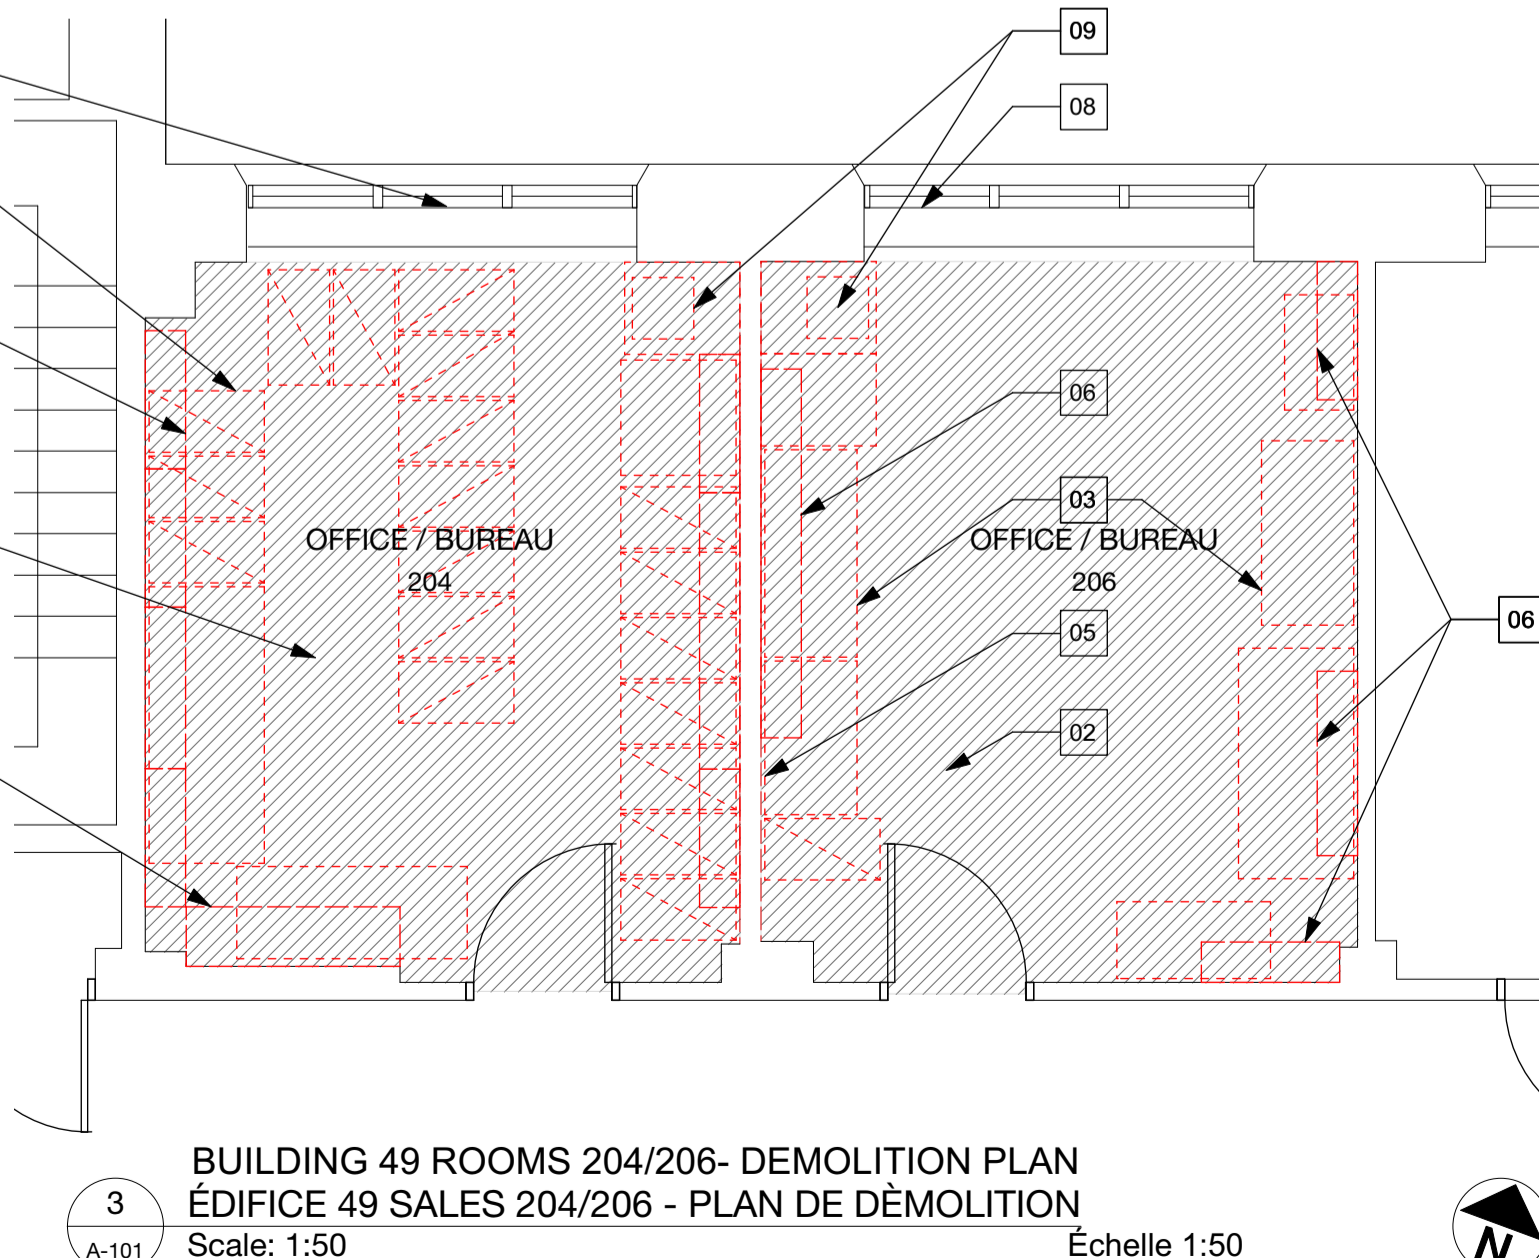 09
08
06
03
OFFICE / BUREAU
204
OFFICE / BUREAU
206
05
06
02
BUILDING 49 ROOMS 204/206- DEMOLITION PLAN
ÉDIFICE 49 SALES 204/206 - PLAN DE DÈMOLITION
3
A-101
Scale: 1:50
Échelle 1:50
N